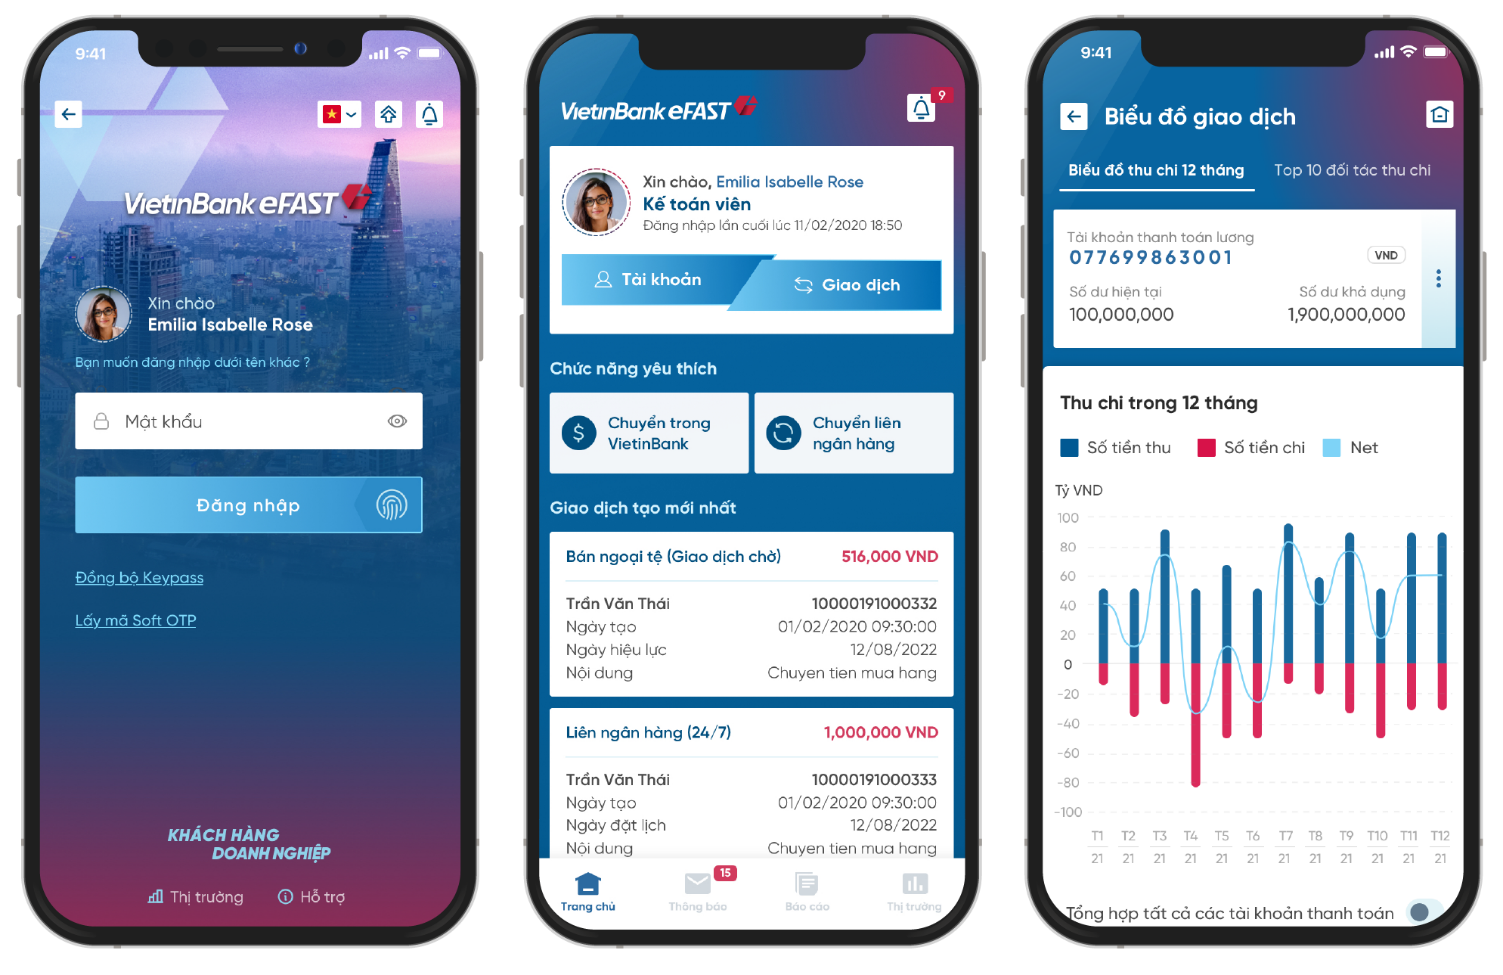 9:41
VietinBank eFAST
Xin chào
Emilia Isabelle Rose
Bạn muốn đăng nhập dưới tên khác ?
Mật khẩu
Đăng nhập
Đồng bộ Keypass
Lấy mã Soft OTP
KHÁCH HÀNG
DOANH NGHIỆP
Thị trường
Hỗ trợ
VietinBank eFAST
9
Xin chào, Emilia Isabelle Rose
Kế toán viên
Đăng nhập lần cuối lúc 11/02/2020 18:50
Tài khoản
Giao dịch
Chức năng yêu thích
Chuyển trong
VietinBank
Chuyển liên
ngân hàng
Giao dịch tạo mới nhất
Bán ngoại tệ (Giao dịch chờ) 516,000 VND
Trần Văn Thái 10000191000332
Ngày tạo 01/02/2020 09:30:00
Ngày hiệu lực 12/08/2022
Nội dung Chuyen tien mua hang
Liên ngân hàng (24/7) 1,000,000 VND
Trần Văn Thái 10000191000333
Ngày tạo 01/02/2020 09:30:00
Ngày đặt lịch 12/08/2022
Nội dung Chuyen tien mua hang
15
Trang chủ Thông báo Báo cáo Thị trường
9:41
Biểu đồ giao dịch
Biểu đồ thu chi 12 tháng Top 10 đối tác thu chi
Tài khoản thanh toán lương
077699863001 VND
Số dư hiện tại Số dư khả dụng
100,000,000 1,900,000,000
Thu chi trong 12 tháng
Số tiền thu Số tiền chi Net
Tỷ VND
100
80
60
40
20
0
-20
-40
-60
-80
-100
T1 T2 T3 T4 T5 T6 T7 T8 T9 T10 T11 T12
21 21 21 21 21 21 21 21 21 21 21 21
Tổng hợp tất cả các tài khoản thanh toán